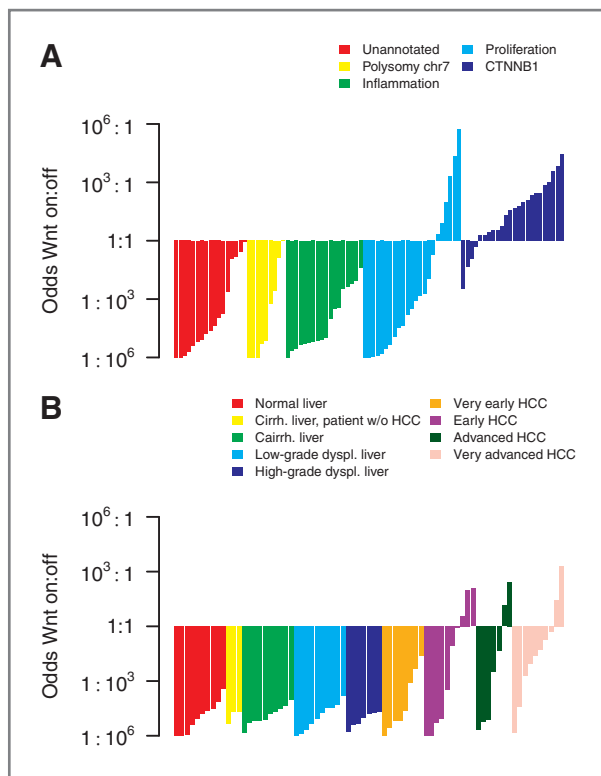 A
Unannotated
Polysomy chr7
Inflammation
Proliferation
CTNNB1
Odds Wnt on:off
10⁶ : 1
10³ : 1
1:1
1 : 10³
1 : 10⁶
B
Normal liver
Cirrh. liver, patient w/o HCC
Cairrh. liver
Low-grade dyspl. liver
High-grade dyspl. liver
Very early HCC
Early HCC
Advanced HCC
Very advanced HCC
Odds Wnt on:off
10⁶ : 1
10³ : 1
1:1
1 : 10³
1 : 10⁶